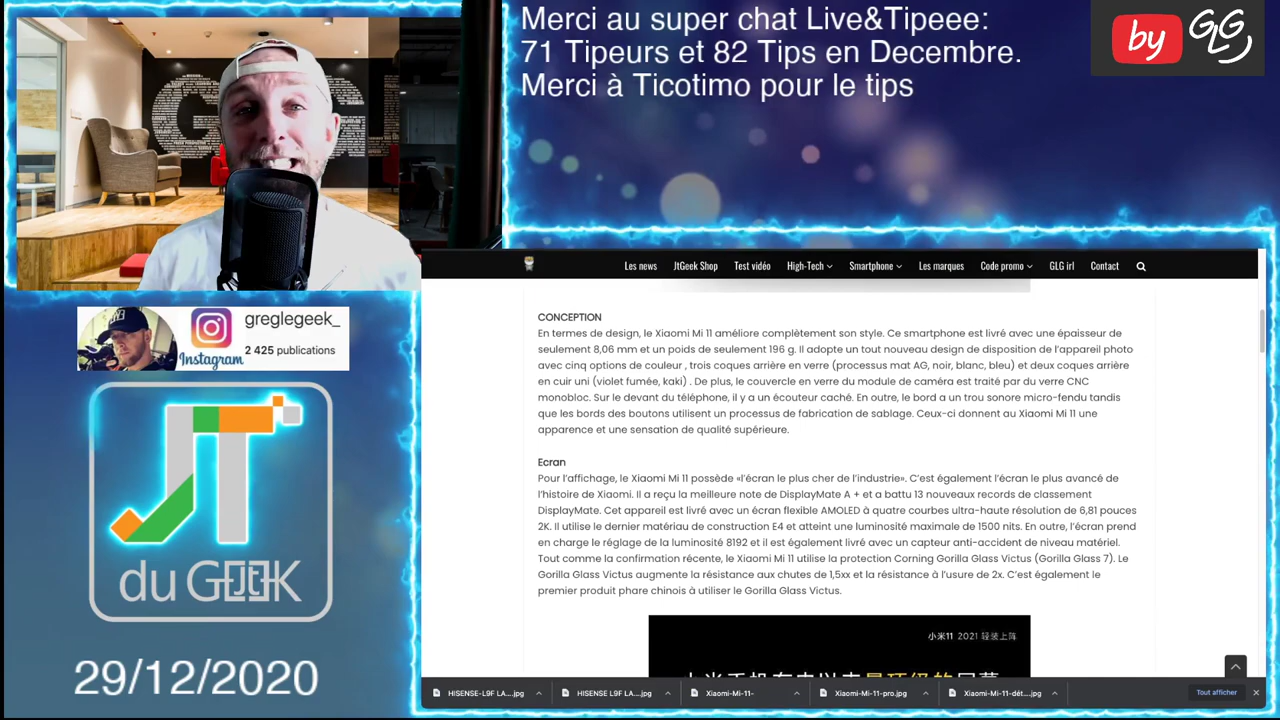 Merci au super chat Live&Tipeee:
71 Tipeurs et 82 Tips en Decembre.
Merci a Ticotimo pour le tips
by GLG
greglegeek_
2 425 publications
Instagram
JT
du GEEK
29/12/2020
Les news JtGeek Shop Test vidéo High-Tech Smartphone Les marques Code promo GLG irl Contact
CONCEPTION
En termes de design, le Xiaomi Mi 11 améliore complètement son style. Ce smartphone est livré avec une épaisseur de
seulement 8,06 mm et un poids de seulement 196 g. Il adopte un tout nouveau design de disposition de l'appareil photo
avec cinq options de couleur , trois coques arrière en verre (processus mat AG, noir, blanc, bleu) et deux coques arrière
en cuir uni (violet fumée, kaki) . De plus, le couvercle en verre du module de caméra est traité par du verre CNC
monobloc. Sur le devant du téléphone, il y a un écouteur caché. En outre, le bord a un trou sonore micro-fendu tandis
que les bords des boutons utilisent un processus de fabrication de sablage. Ceux-ci donnent au Xiaomi Mi 11 une
apparence et une sensation de qualité supérieure.
Ecran
Pour l'affichage, le Xiaomi Mi 11 possède «l'écran le plus cher de l'industrie». C'est également l'écran le plus avancé de
l'histoire de Xiaomi. Il a reçu la meilleure note de DisplayMate A + et a battu 13 nouveaux records de classement
DisplayMate. Cet appareil est livré avec un écran flexible AMOLED à quatre courbes ultra-haute résolution de 6,81 pouces
2K. Il utilise le dernier matériau de construction E4 et atteint une luminosité maximale de 1500 nits. En outre, l'écran prend
en charge le réglage de la luminosité 8192 et il est également livré avec un capteur anti-accident de niveau matériel.
Tout comme la confirmation récente, le Xiaomi Mi 11 utilise la protection Corning Gorilla Glass Victus (Gorilla Glass 7). Le
Gorilla Glass Victus augmente la résistance aux chutes de 1,5xx et la résistance à l'usure de 2x. C'est également le
premier produit phare chinois à utiliser le Gorilla Glass Victus.
小米11 2021 轻装上阵
HISENSE-L9F LA....jpg HISENSE L9F LA....jpg Xiaomi-Mi-11- Xiaomi-Mi-11-pro.jpg Xiaomi-Mi-11-dét....jpg Tout afficher